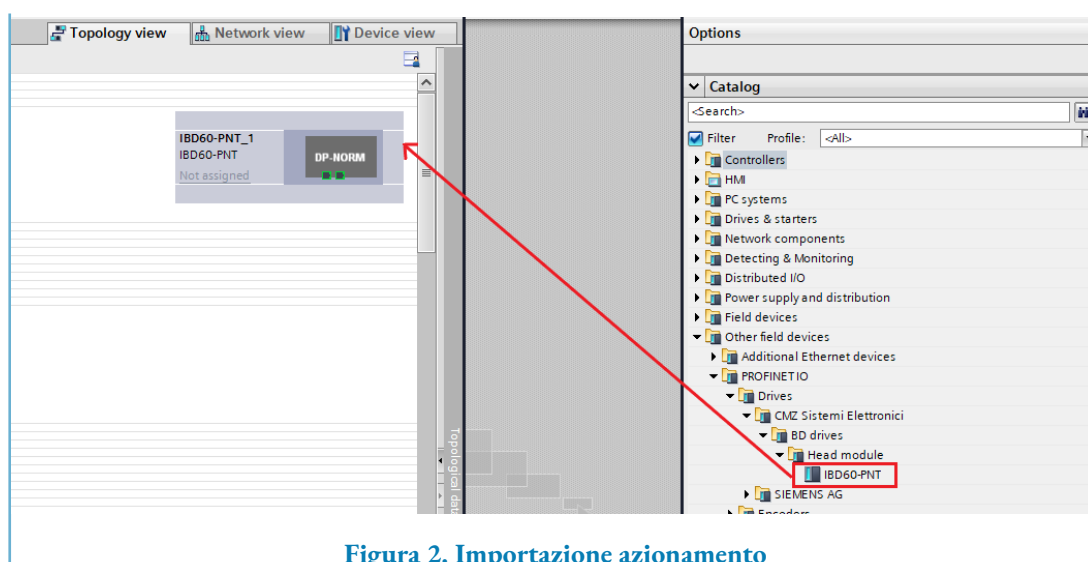 Topology view
Network view
Device view
IBD60-PNT_1
IBD60-PNT
Not assigned
DP-NORM
Topological data
Options
Catalog
<Search>
Filter
Profile:
<All>
Controllers
HMI
PC systems
Drives & starters
Network components
Detecting & Monitoring
Distributed I/O
Power supply and distribution
Field devices
Other field devices
Additional Ethernet devices
PROFINET IO
Drives
CMZ Sistemi Elettronici
BD drives
Head module
IBD60-PNT
SIEMENS AG
Encoders
Figura 2. Importazione azionamento